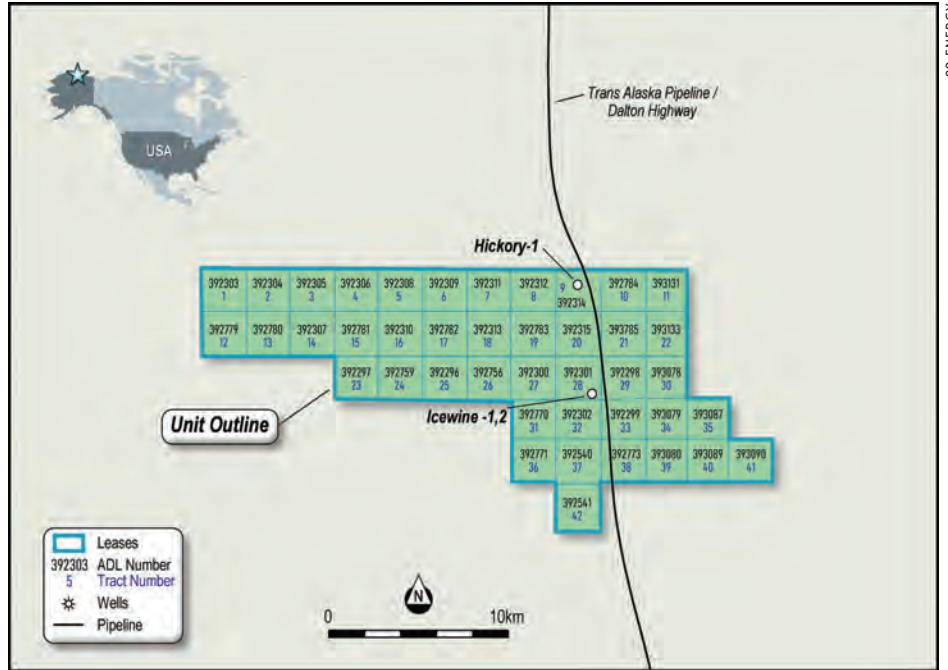 USA
Trans Alaska Pipeline /
Dalton Highway
Hickory-1
392303 392304 392305 392306 392308 392309 392311 392312 9 392784 393131
1 2 3 4 5 6 7 8 392314 10 11
392779 392780 392307 392781 392310 392782 392313 392783 392315 393785 393133
12 13 14 15 16 17 18 19 20 21 22
392297 392759 392296 392756 392300 392301 392298 393078
23 24 25 26 27 28 29 30
Unit Outline
Icewine -1,2
392770 392302 392299 393079 393087
31 32 33 34 35
392771 392540 392773 393080 393089 393090
36 37 38 39 40 41
392541
42
Leases
392303 ADL Number
5 Tract Number
Wells
Pipeline
N
0 10km